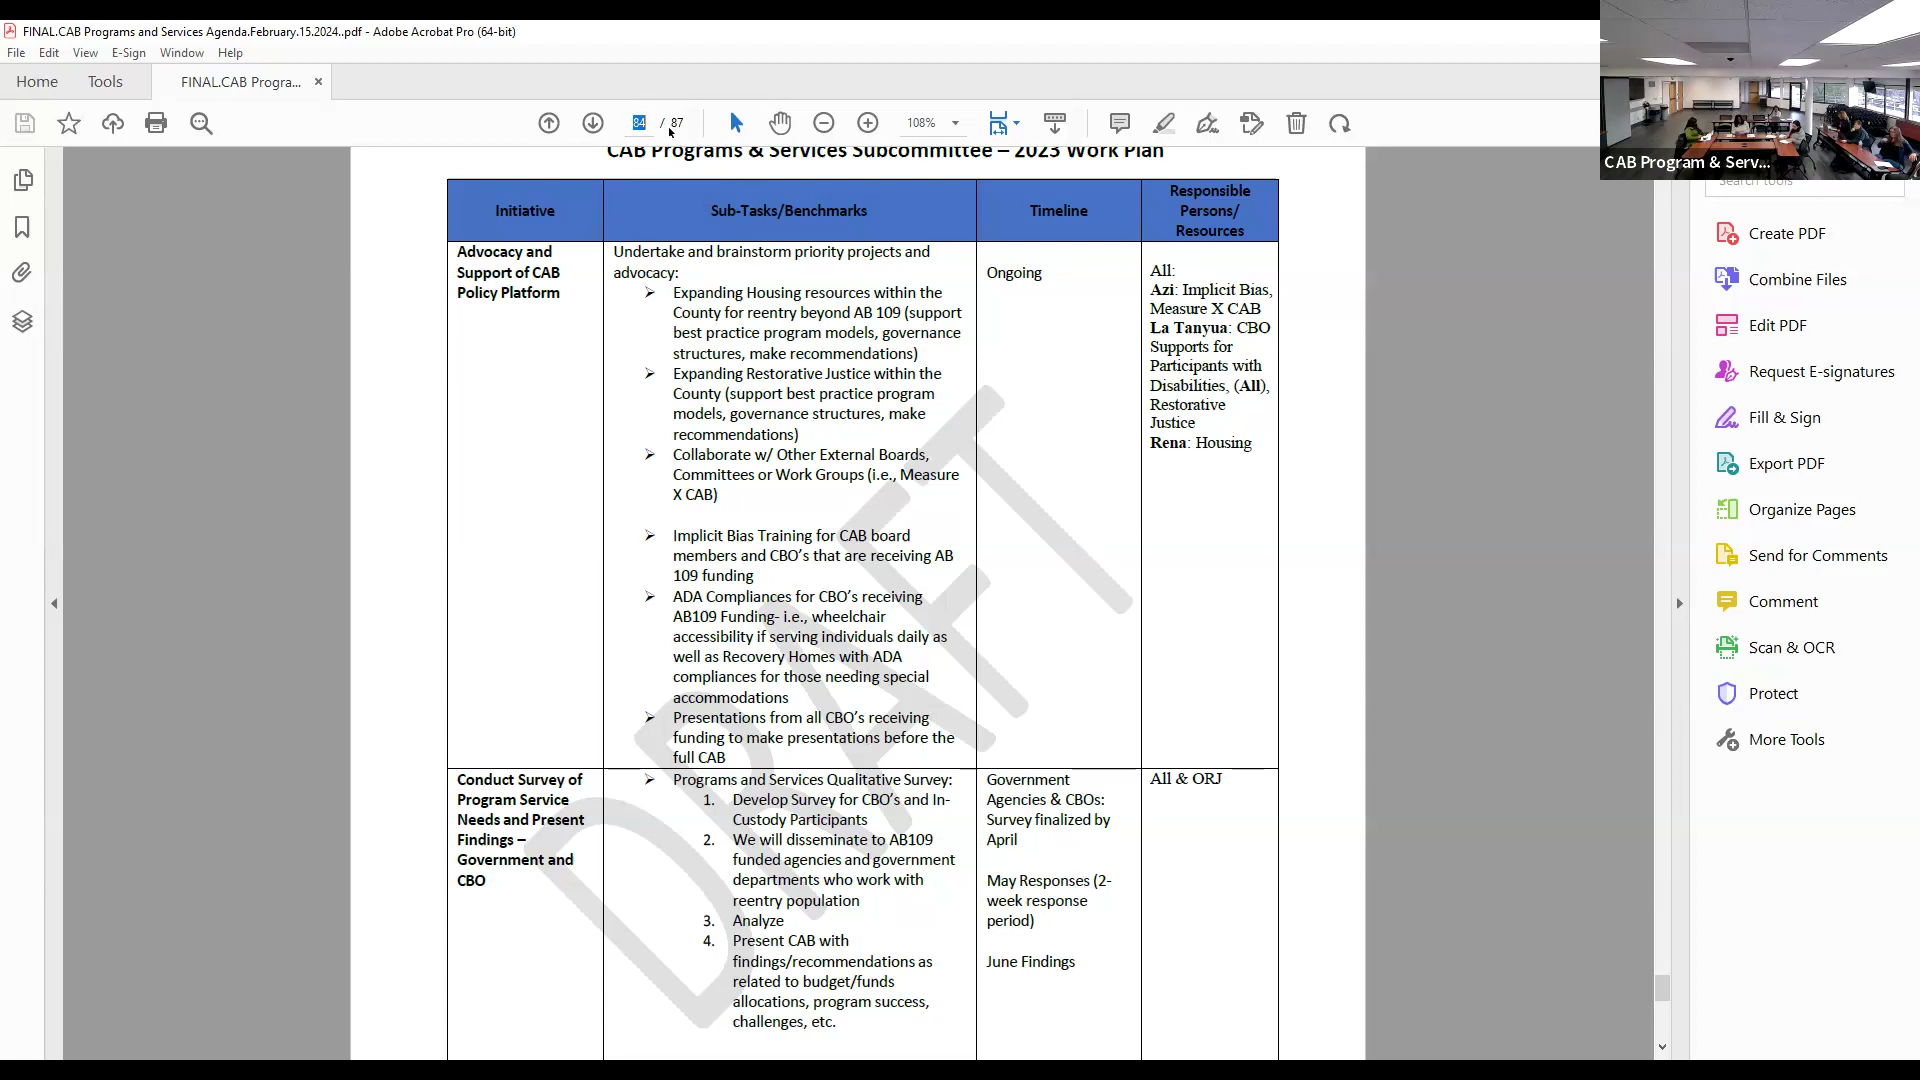 FINAL.CAB Programs and Services Agenda.February.15.2024..pdf - Adobe Acrobat Pro (64-bit)
File Edit View E-Sign Window Help
Home Tools FINAL.CAB Progra... ×
84 / 87 108%
CAB Program & Serv...
Search tools
CAB Programs & Services Subcommittee – 2023 Work Plan
Initiative
Sub-Tasks/Benchmarks
Timeline
Responsible
Persons/
Resources
Advocacy and
Support of CAB
Policy Platform
Undertake and brainstorm priority projects and
advocacy:
➢ Expanding Housing resources within the
County for reentry beyond AB 109 (support
best practice program models, governance
structures, make recommendations)
➢ Expanding Restorative Justice within the
County (support best practice program
models, governance structures, make
recommendations)
➢ Collaborate w/ Other External Boards,
Committees or Work Groups (i.e., Measure
X CAB)
➢ Implicit Bias Training for CAB board
members and CBO’s that are receiving AB
109 funding
➢ ADA Compliances for CBO’s receiving
AB109 Funding- i.e., wheelchair
accessibility if serving individuals daily as
well as Recovery Homes with ADA
compliances for those needing special
accommodations
➢ Presentations from all CBO’s receiving
funding to make presentations before the
full CAB
Ongoing
All:
Azi: Implicit Bias,
Measure X CAB
La Tanyua: CBO
Supports for
Participants with
Disabilities, (All),
Restorative
Justice
Rena: Housing
Conduct Survey of
Program Service
Needs and Present
Findings –
Government and
CBO
➢ Programs and Services Qualitative Survey:
1. Develop Survey for CBO’s and In-
Custody Participants
2. We will disseminate to AB109
funded agencies and government
departments who work with
reentry population
3. Analyze
4. Present CAB with
findings/recommendations as
related to budget/funds
allocations, program success,
challenges, etc.
Government
Agencies & CBOs:
Survey finalized by
April
May Responses (2-
week response
period)
June Findings
All & ORJ
DRAFT
Create PDF
Combine Files
Edit PDF
Request E-signatures
Fill & Sign
Export PDF
Organize Pages
Send for Comments
Comment
Scan & OCR
Protect
More Tools